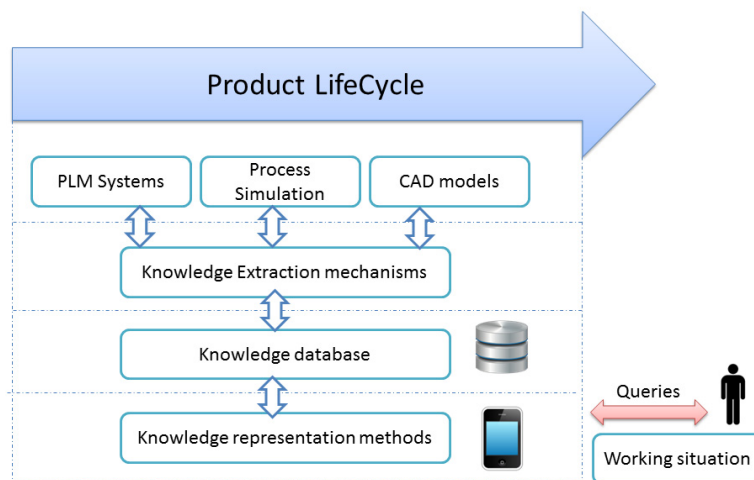 Product LifeCycle
PLM Systems
Process
Simulation
CAD models
Knowledge Extraction mechanisms
Knowledge database
Queries
Knowledge representation methods
Working situation